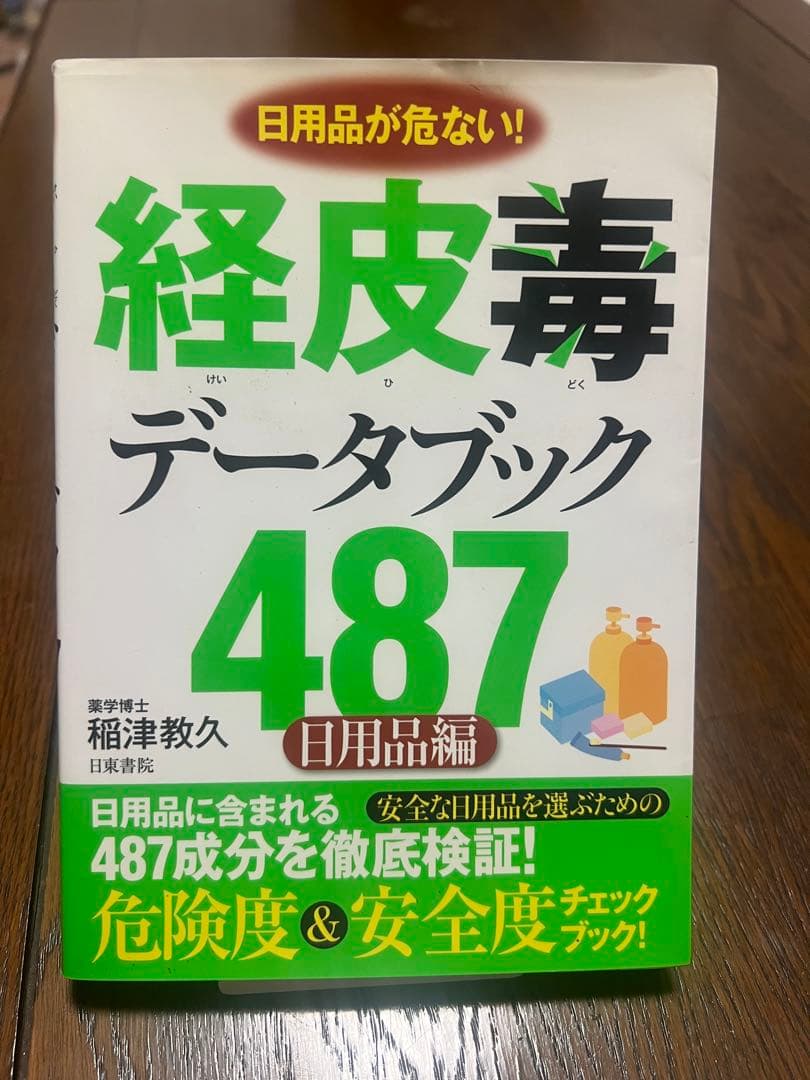 日用品が危ない!
経皮毒
けい ひ どく
データブック
487
日用品編
薬学博士
稲津教久
日東書院
日用品に含まれる
安全な日用品を選ぶための
487成分を徹底検証!
危険度&安全度チェック
ブック!